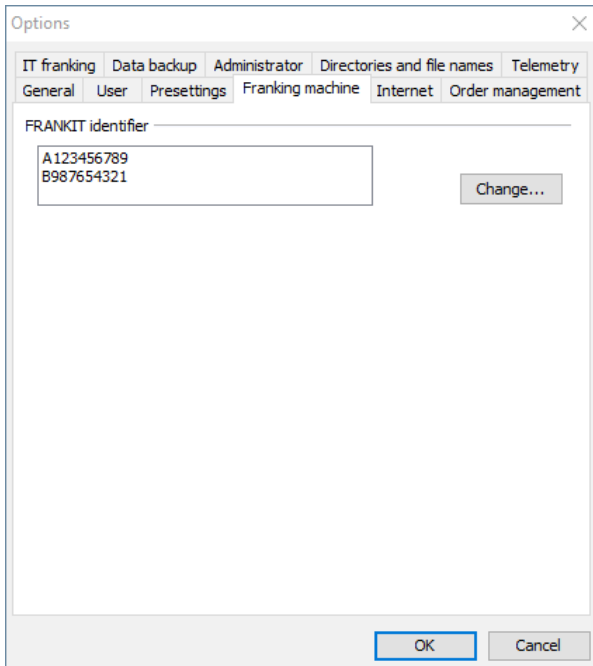 Options
IT franking Data backup Administrator Directories and file names Telemetry
General User Presettings Franking machine Internet Order management
FRANKIT identifier
A123456789
B987654321
Change...
OK Cancel